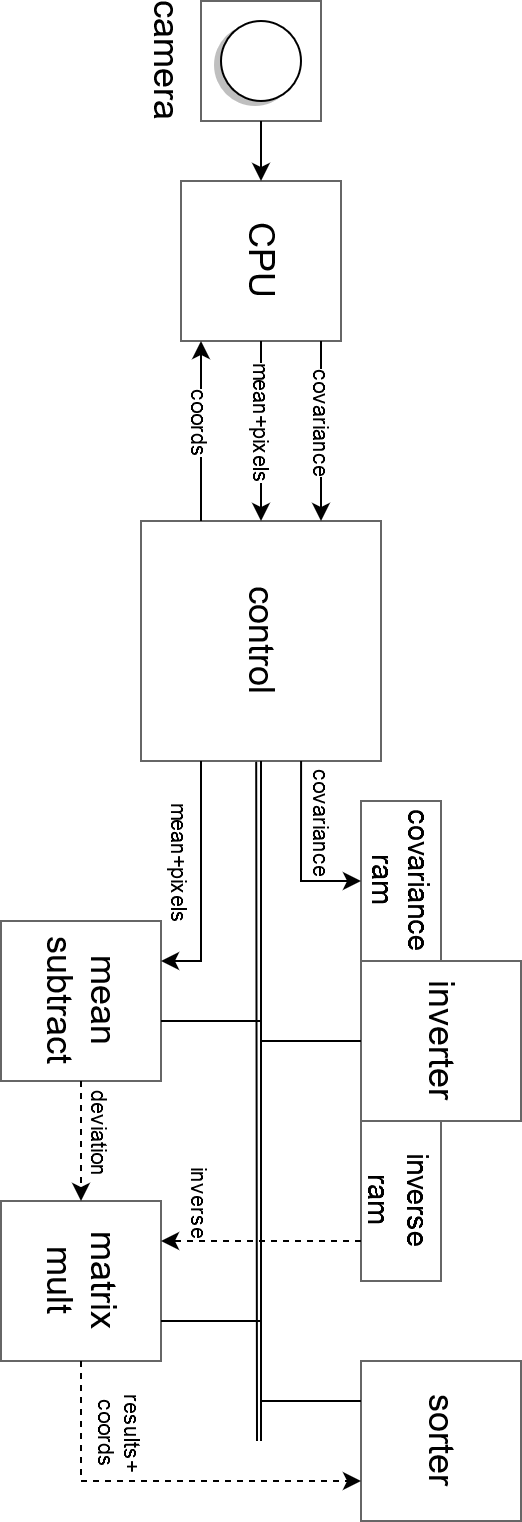 camera
CPU
coords
mean+pixels
covariance
control
mean+pixels
covariance
covariance
ram
inverter
inverse
ram
mean
subtract
deviation
inverse
matrix
mult
results+
coords
sorter